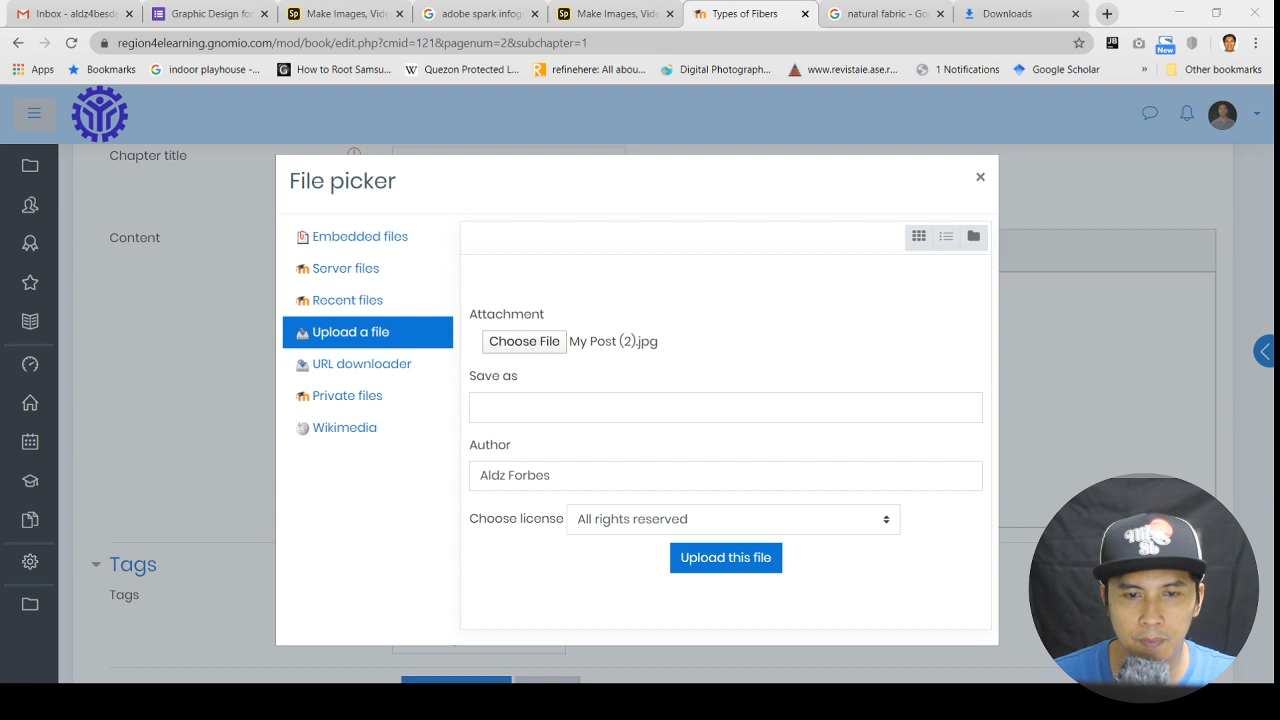 Inbox - aldz4besde
Graphic Design for
Make Images, Vide
adobe spark infog
Make Images, Vide
Types of Fibers
natural fabric - Go
Downloads
region4elearning.gnomio.com/mod/book/edit.php?cmid=121&pagenum=2&subchapter=1
JB
New
Apps
Bookmarks
indoor playhouse -...
How to Root Samsu...
Quezon Protected L...
refinehere: All abou...
Digital Photograph...
www.revistaie.ase.r...
1 Notifications
Google Scholar
»
Other bookmarks
Chapter title
File picker
Content
Embedded files
Server files
Recent files
Attachment
Upload a file
Choose File My Post (2).jpg
URL downloader
Save as
Private files
Wikimedia
Author
Aldz Forbes
Choose license All rights reserved
Upload this file
Tags
Tags